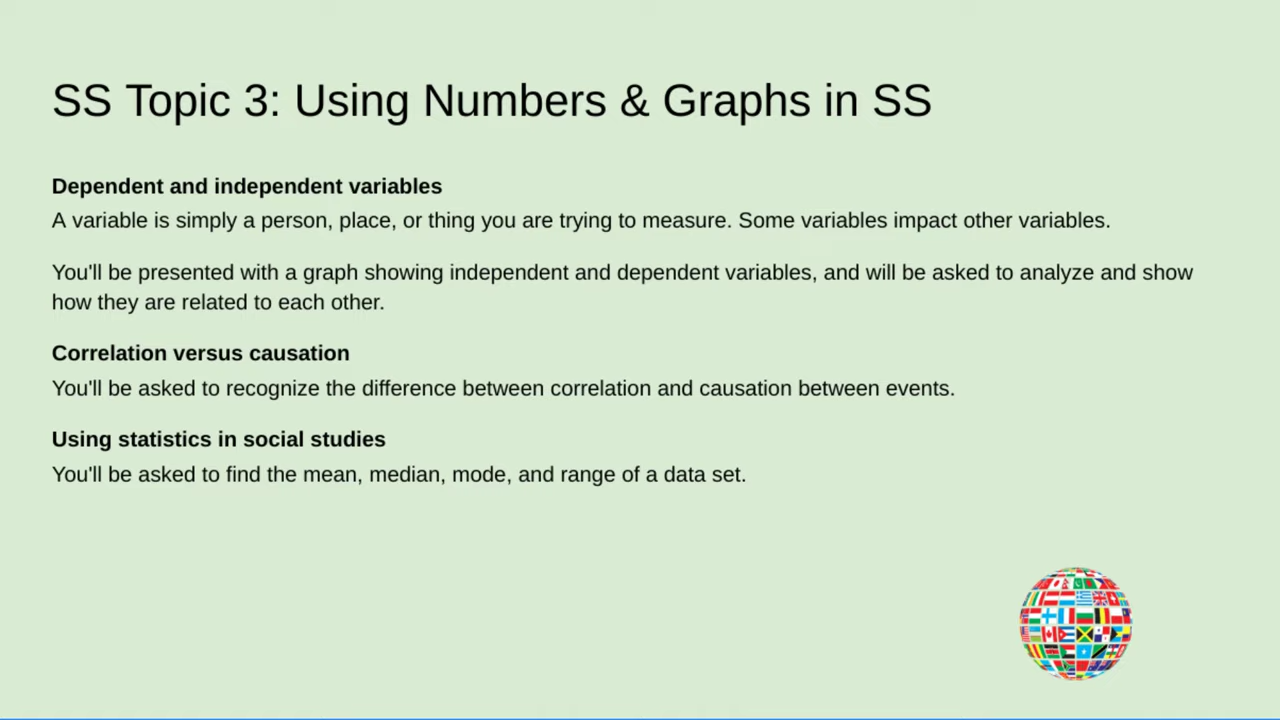 SS Topic 3: Using Numbers & Graphs in SS
Dependent and independent variables
A variable is simply a person, place, or thing you are trying to measure. Some variables impact other variables.
You'll be presented with a graph showing independent and dependent variables, and will be asked to analyze and show
how they are related to each other.
Correlation versus causation
You'll be asked to recognize the difference between correlation and causation between events.
Using statistics in social studies
You'll be asked to find the mean, median, mode, and range of a data set.